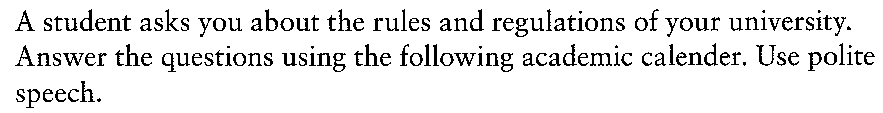 A student asks you about the rules and regulations of your university.
Answer the questions using the following academic calender. Use polite
speech.